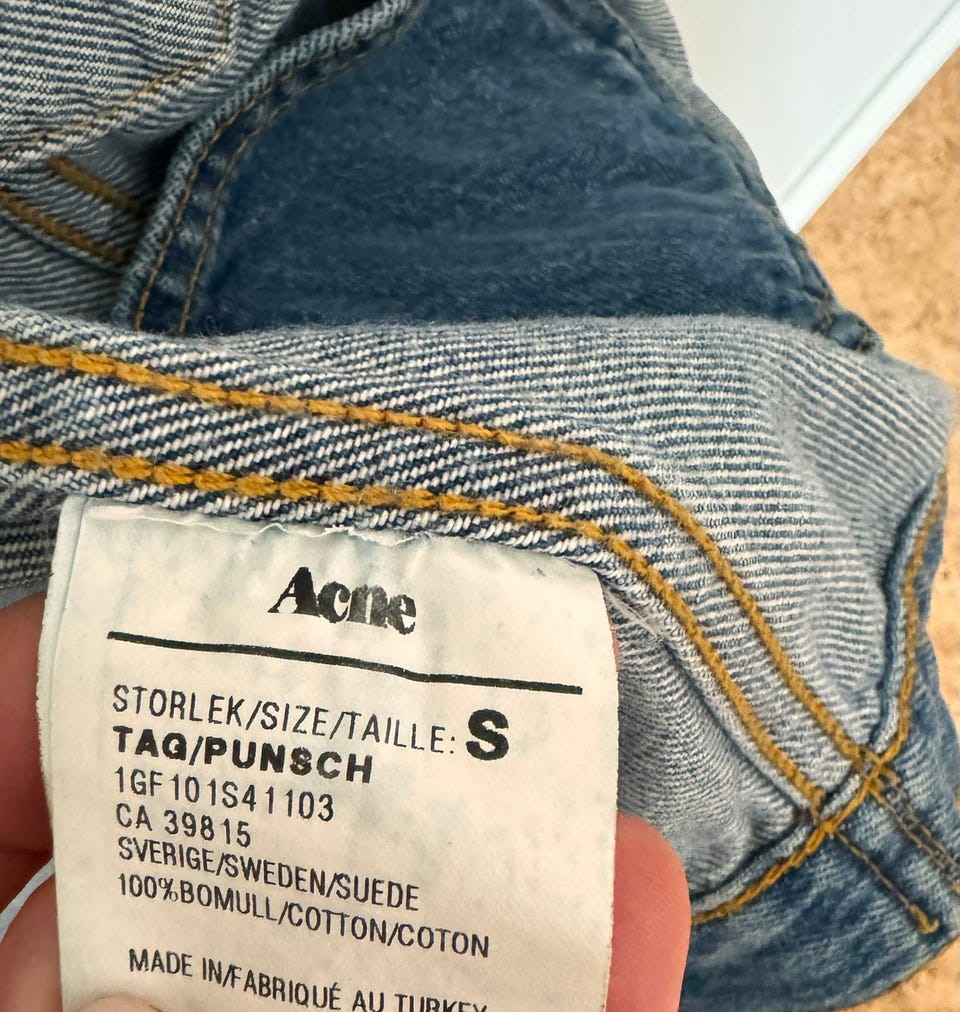 Acne
STORLEK/SIZE/TAILLE: S
TAG/PUNSCH
1GF101S41103
CA 39815
SVERIGE/SWEDEN/SUEDE
100%BOMULL/COTTON/COTON
MADE IN/FABRIQUÉ AU TURKEY